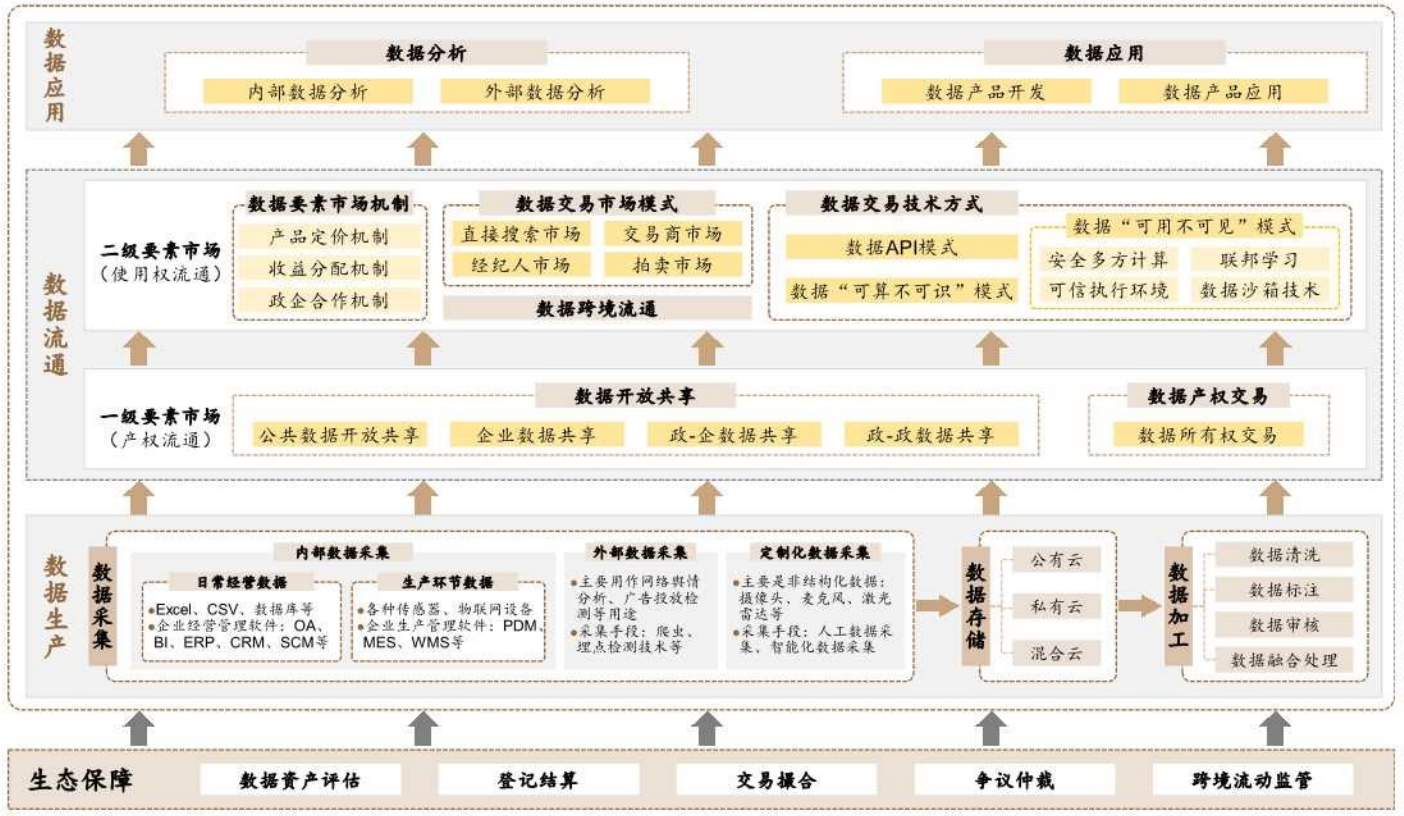 数据应用
数据分析
内部数据分析
外部数据分析
数据应用
数据产品开发
数据产品应用
数据流通
二级要素市场
（使用权流通）
数据要素市场机制
产品定价机制
收益分配机制
政企合作机制
数据交易市场模式
直接搜索市场
交易商市场
经纪人市场
拍卖市场
数据跨境流通
数据交易技术方式
数据API模式
数据“可算不可识”模式
数据“可用不可见”模式
安全多方计算
联邦学习
可信执行环境
数据沙箱技术
一级要素市场
（产权流通）
数据开放共享
公共数据开放共享
企业数据共享
政-企数据共享
政-政数据共享
数据产权交易
数据所有权交易
数据生产
数据采集
内部数据采集
日常经营数据
●Excel、CSV、数据库等
●企业经营管理软件：OA、
BI、ERP、CRM、SCM等
生产环节数据
●各种传感器、物联网设备
●企业生产管理软件：PDM、
MES、WMS等
外部数据采集
●主要用作网络舆情
分析、广告投放检
测等用途
●采集手段：爬虫、
埋点检测技术等
定制化数据采集
●主要是非结构化数据：
摄像头、麦克风、激光
雷达等
●采集手段：人工数据采
集、智能化数据采集
数据存储
公有云
私有云
混合云
数据加工
数据清洗
数据标注
数据审核
数据融合处理
生态保障
数据资产评估
登记结算
交易撮合
争议仲裁
跨境流动监管